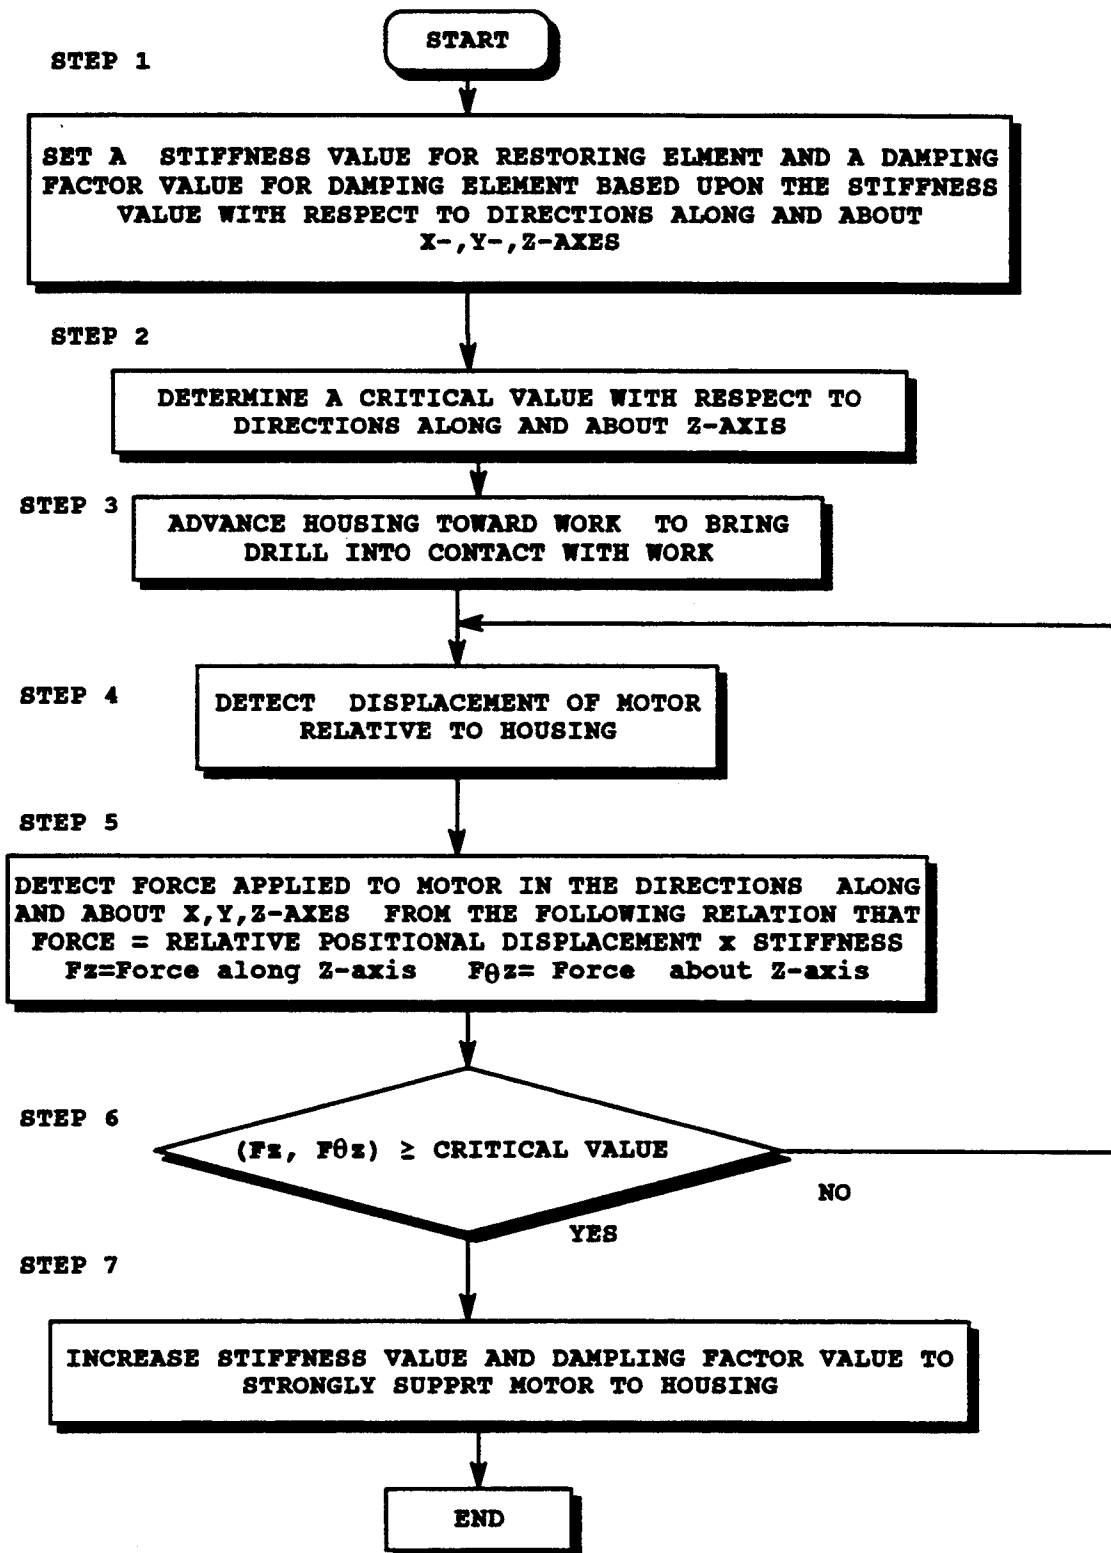 START
STEP 1
SET A STIFFNESS VALUE FOR RESTORING ELMENT AND A DAMPING
FACTOR VALUE FOR DAMPING ELEMENT BASED UPON THE STIFFNESS
VALUE WITH RESPECT TO DIRECTIONS ALONG AND ABOUT
X-,Y-,Z-AXES
STEP 2
DETERMINE A CRITICAL VALUE WITH RESPECT TO
DIRECTIONS ALONG AND ABOUT Z-AXIS
STEP 3
ADVANCE HOUSING TOWARD WORK TO BRING
DRILL INTO CONTACT WITH WORK
STEP 4
DETECT DISPLACEMENT OF MOTOR
RELATIVE TO HOUSING
STEP 5
DETECT FORCE APPLIED TO MOTOR IN THE DIRECTIONS ALONG
AND ABOUT X,Y,Z-AXES FROM THE FOLLOWING RELATION THAT
FORCE = RELATIVE POSITIONAL DISPLACEMENT x STIFFNESS
Fz=Force along Z-axis Fθz= Force about Z-axis
STEP 6
(Fz, Fθz) ≥ CRITICAL VALUE
NO
YES
STEP 7
INCREASE STIFFNESS VALUE AND DAMPLING FACTOR VALUE TO
STRONGLY SUPPRT MOTOR TO HOUSING
END